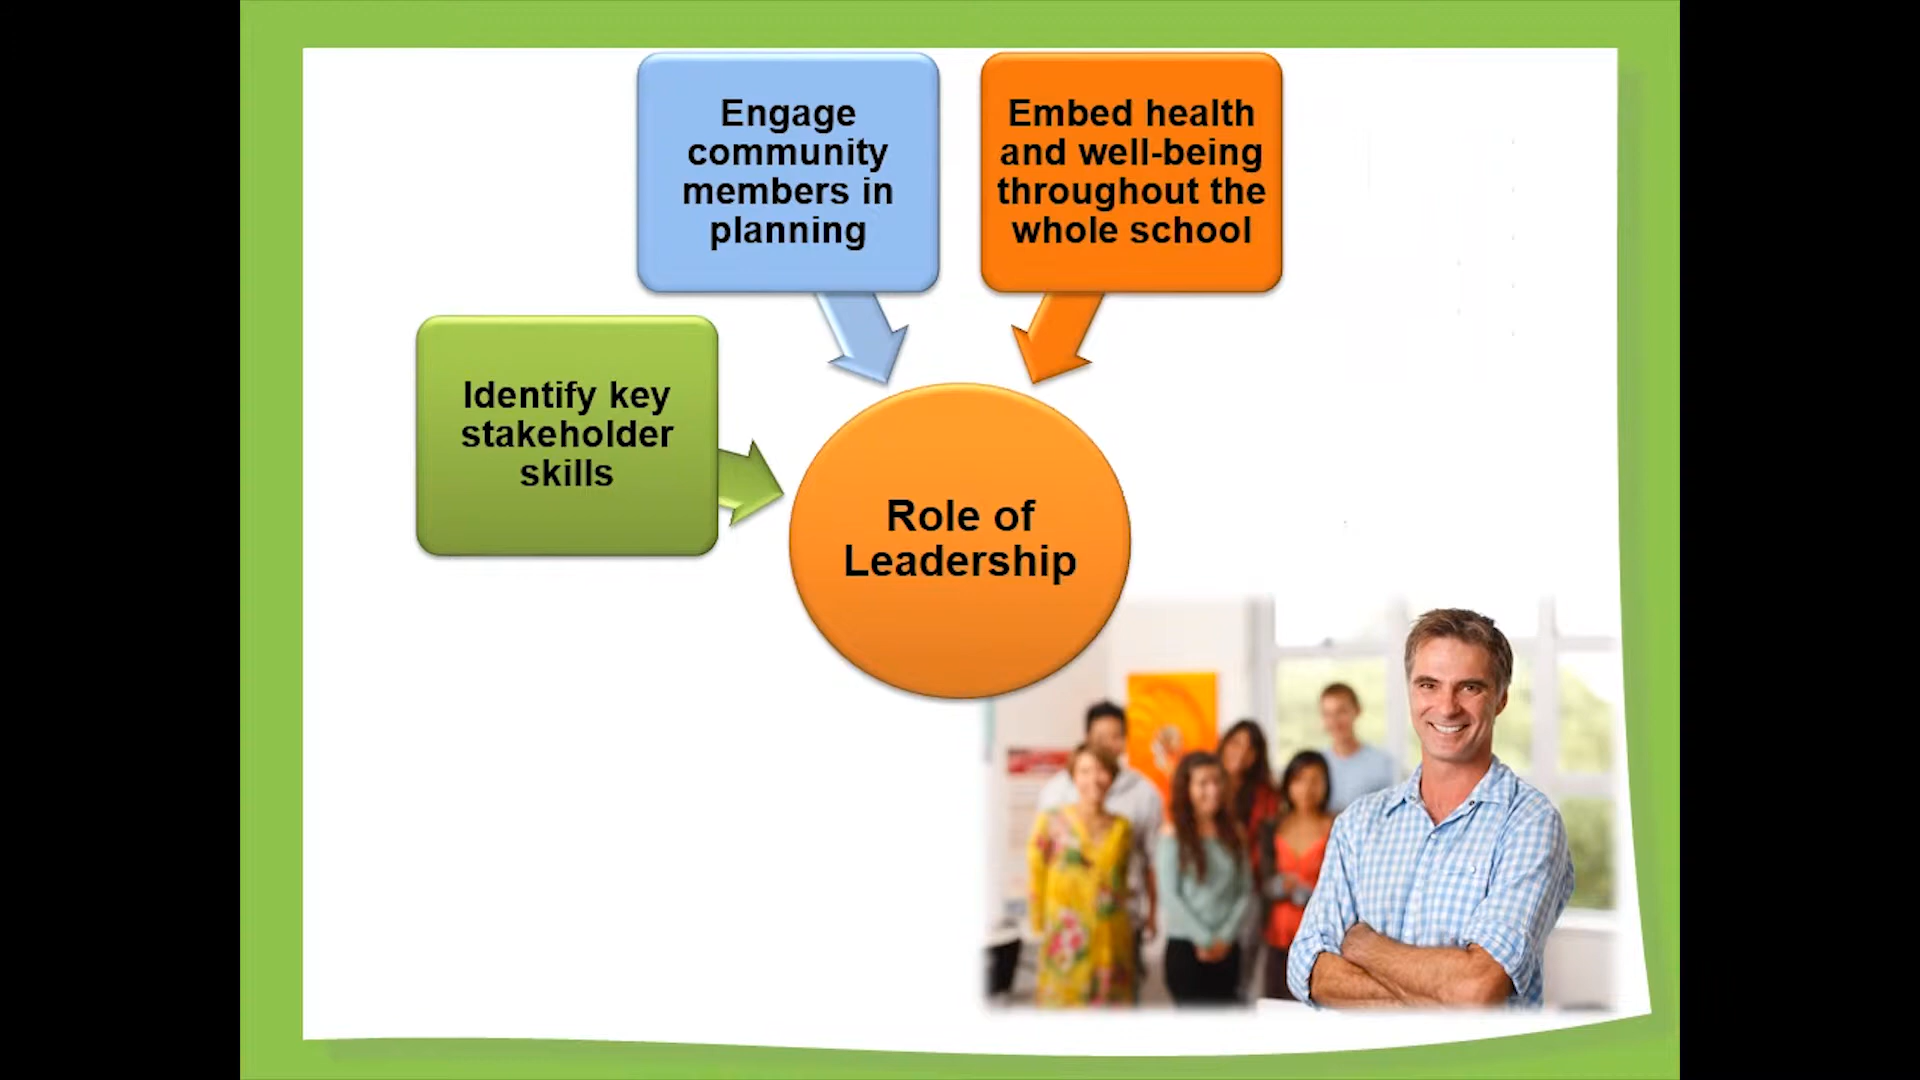 Engage
community
members in
planning
Embed health
and well-being
throughout the
whole school
Identify key
stakeholder
skills
Role of
Leadership